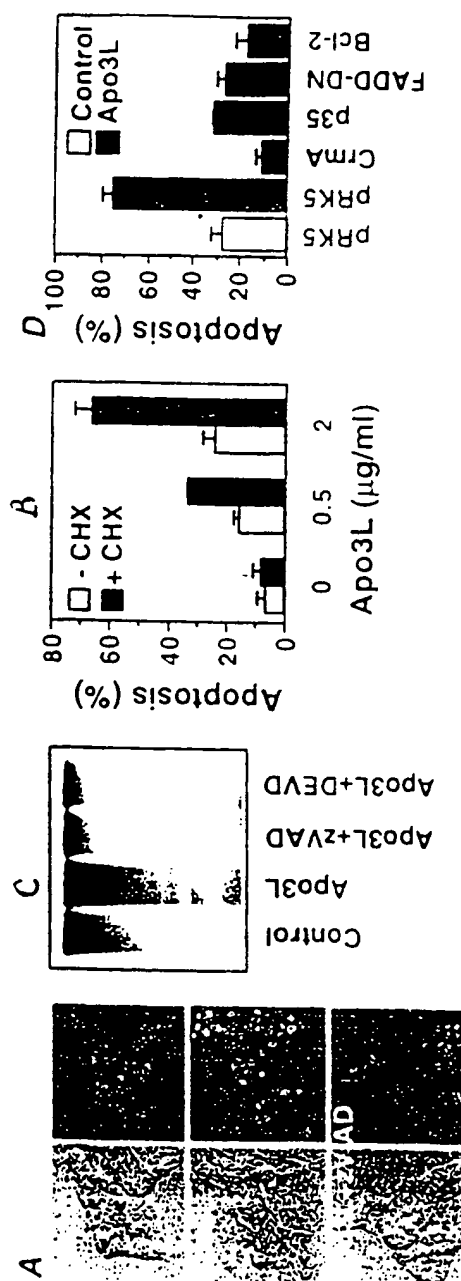 A
AD
C
Control
Apo3L
Apo3L+zVAD
Apo3L+DEVD
B
- CHX
+ CHX
Apoptosis (%)
80
60
40
20
0
0
0.5
2
Apo3L (µg/ml)
D
Control
Apo3L
Apoptosis (%)
100
80
60
40
20
0
pRK5
pRK5
CrmA
p35
FADD-DN
Bcl-2